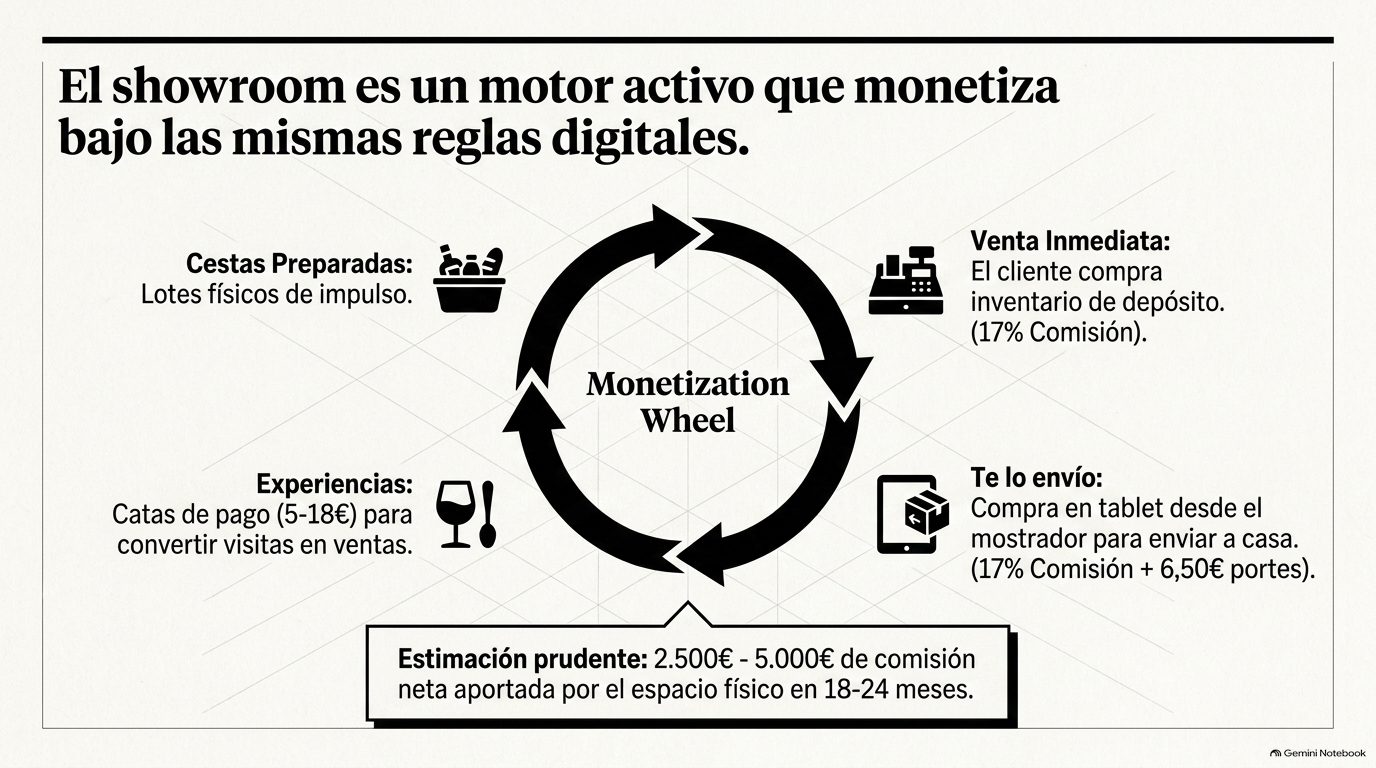 El showroom es un motor activo que monetiza
bajo las mismas reglas digitales.
Cestas Preparadas:
Lotes físicos de impulso.
Venta Inmediata:
El cliente compra
inventario de depósito.
(17% Comisión).
Monetization
Wheel
Experiencias:
Catas de pago (5-18€) para
convertir visitas en ventas.
Te lo envío:
Compra en tablet desde el
mostrador para enviar a casa.
(17% Comisión + 6,50€ portes).
Estimación prudente: 2.500€ - 5.000€ de comisión
neta aportada por el espacio físico en 18-24 meses.
Gemini Notebook